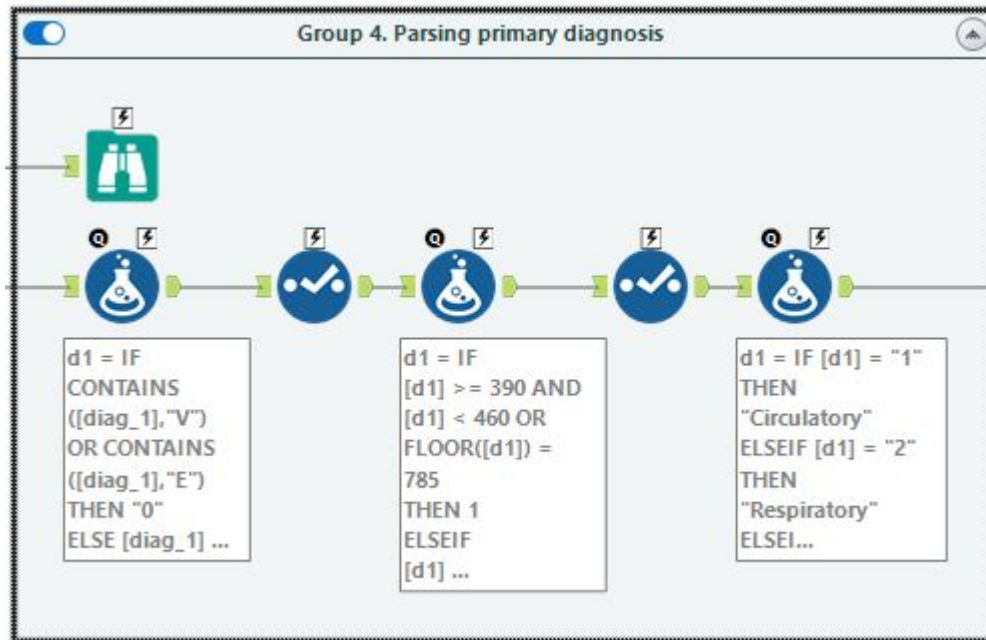 Group 4. Parsing primary diagnosis
Q
Q
Q
d1 = IF
CONTAINS
([diag_1],"V")
OR CONTAINS
([diag_1],"E")
THEN "0"
ELSE [diag_1] ...
d1 = IF
[d1] >= 390 AND
[d1] < 460 OR
FLOOR([d1]) =
785
THEN 1
ELSEIF
[d1] ...
d1 = IF [d1] = "1"
THEN
"Circulatory"
ELSEIF [d1] = "2"
THEN
"Respiratory"
ELSEI...